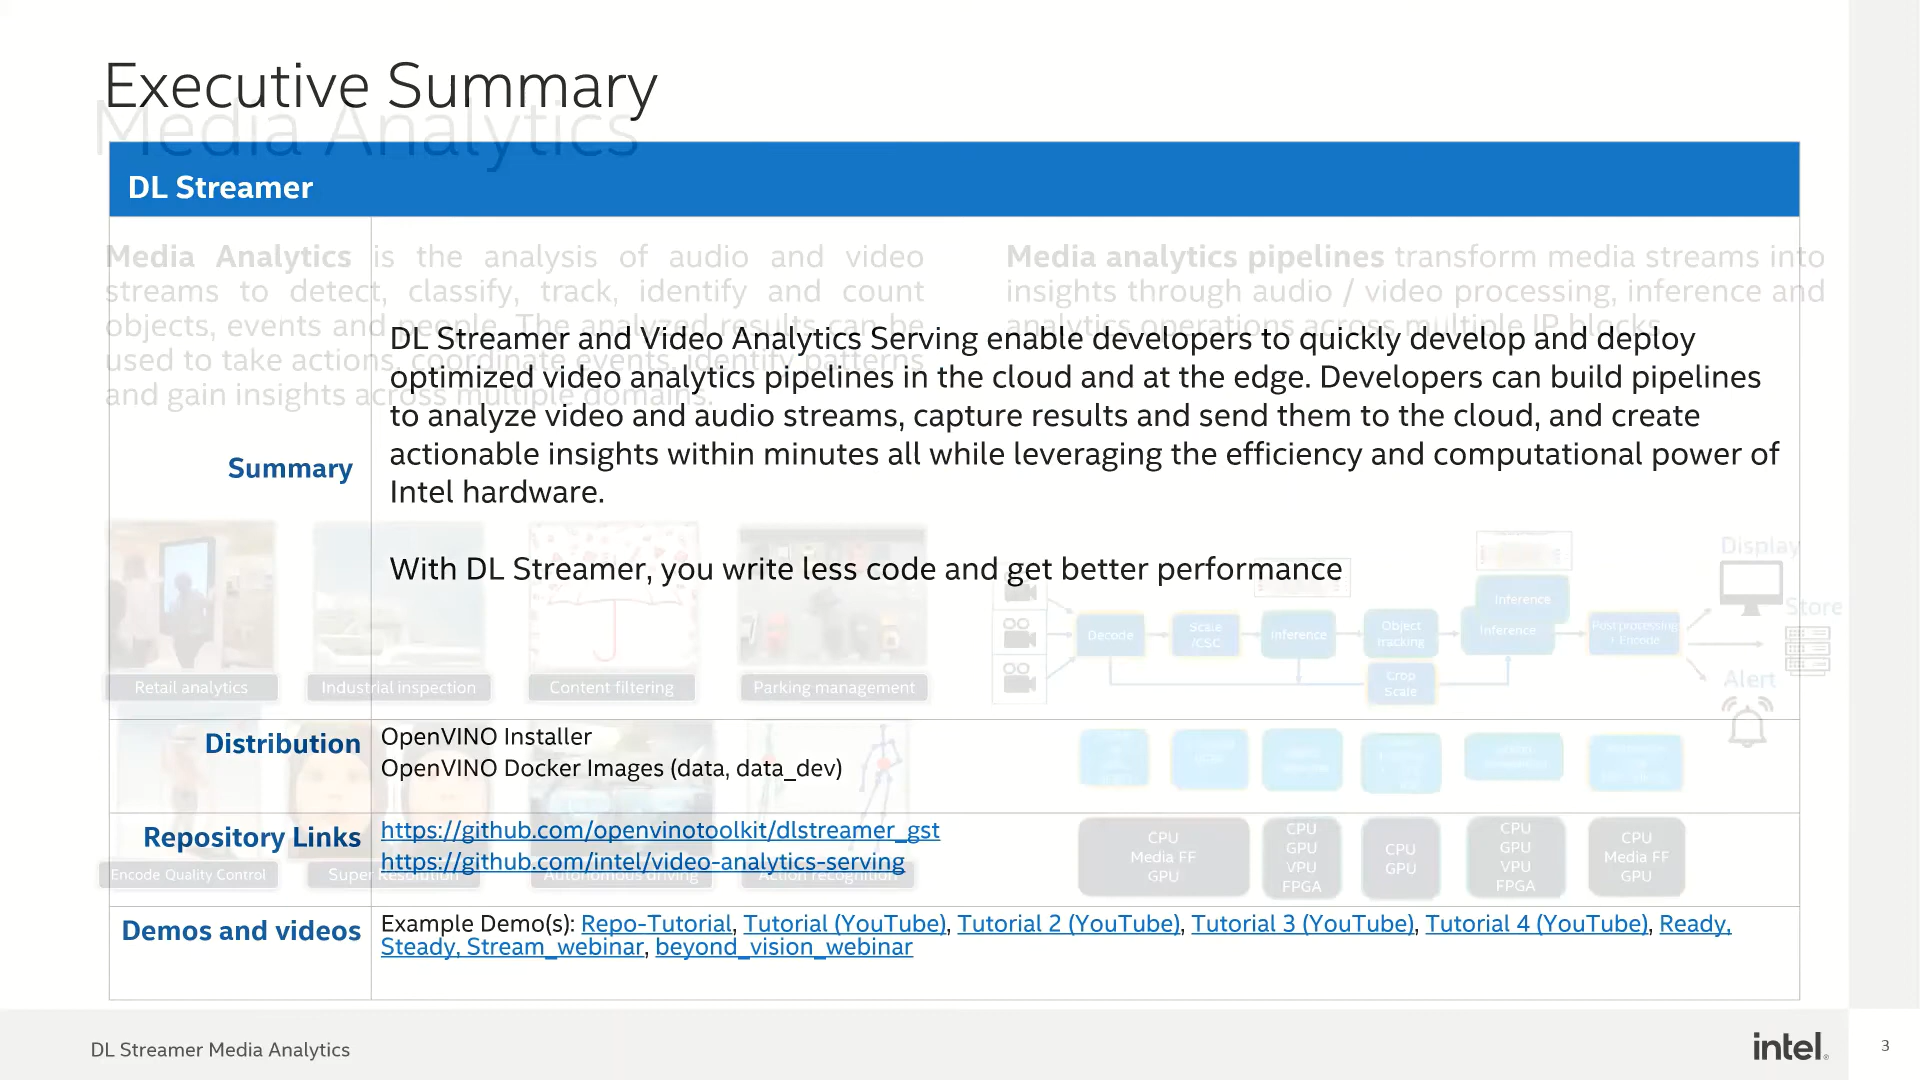 Executive Summary
Media Analytics
DL Streamer
Media Analytics is the analysis of audio and video
streams to detect, classify, track, identify and count
objects, events and people. The analyzed results can be
used to take actions, coordinate events, identify patterns
and gain insights across multiple domains.
Media analytics pipelines transform media streams into
insights through audio / video processing, inference and
analytics operations across multiple IP blocks
Summary
DL Streamer and Video Analytics Serving enable developers to quickly develop and deploy
optimized video analytics pipelines in the cloud and at the edge. Developers can build pipelines
to analyze video and audio streams, capture results and send them to the cloud, and create
actionable insights within minutes all while leveraging the efficiency and computational power of
Intel hardware.
With DL Streamer, you write less code and get better performance
Retail analytics
Industrial inspection
Content filtering
Parking management
Decode
Scale
/CSC
Inference
Object
tracking
Crop
Scale
Inference
Inference
Post processing
/ Encode
Display
Store
Alert
Distribution
OpenVINO Installer
OpenVINO Docker Images (data, data_dev)
Repository Links
https://github.com/openvinotoolkit/dlstreamer_gst
https://github.com/intel/video-analytics-serving
Encode Quality Control
Super Resolution
Autonomous driving
Action recognition
CPU
Media FF
GPU
CPU
GPU
VPU
FPGA
CPU
GPU
CPU
GPU
VPU
FPGA
CPU
Media FF
GPU
Demos and videos
Example Demo(s): Repo-Tutorial, Tutorial (YouTube), Tutorial 2 (YouTube), Tutorial 3 (YouTube), Tutorial 4 (YouTube), Ready,
Steady, Stream_webinar, beyond_vision_webinar
DL Streamer Media Analytics
intel.
3